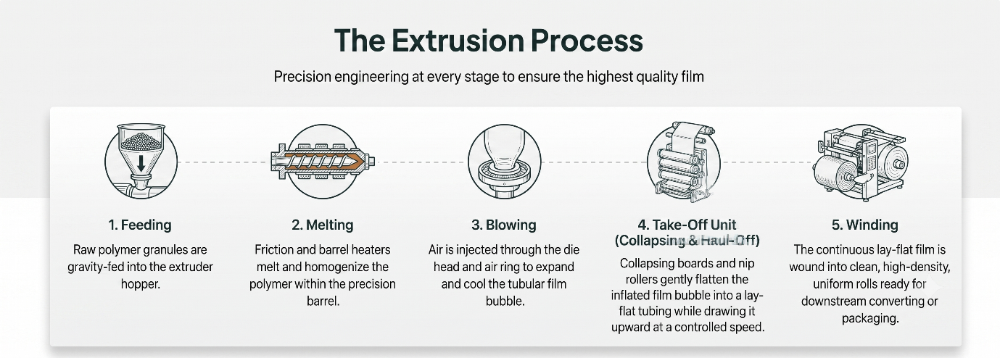 The Extrusion Process
Precision engineering at every stage to ensure the highest quality film
1. Feeding
Raw polymer granules are
gravity-fed into the extruder
hopper.
2. Melting
Friction and barrel heaters
melt and homogenize the
polymer within the precision
barrel.
3. Blowing
Air is injected through the die
head and air ring to expand
and cool the tubular film
bubble.
4. Take-Off Unit
(Collapsing & Haul-Off)
Collapsing boards and nip
rollers gently flatten the
inflated film bubble into a lay-
flat tubing while drawing it
upward at a controlled speed.
5. Winding
The continuous lay-flat film is
wound into clean, high-density,
uniform rolls ready for
downstream converting or
packaging.